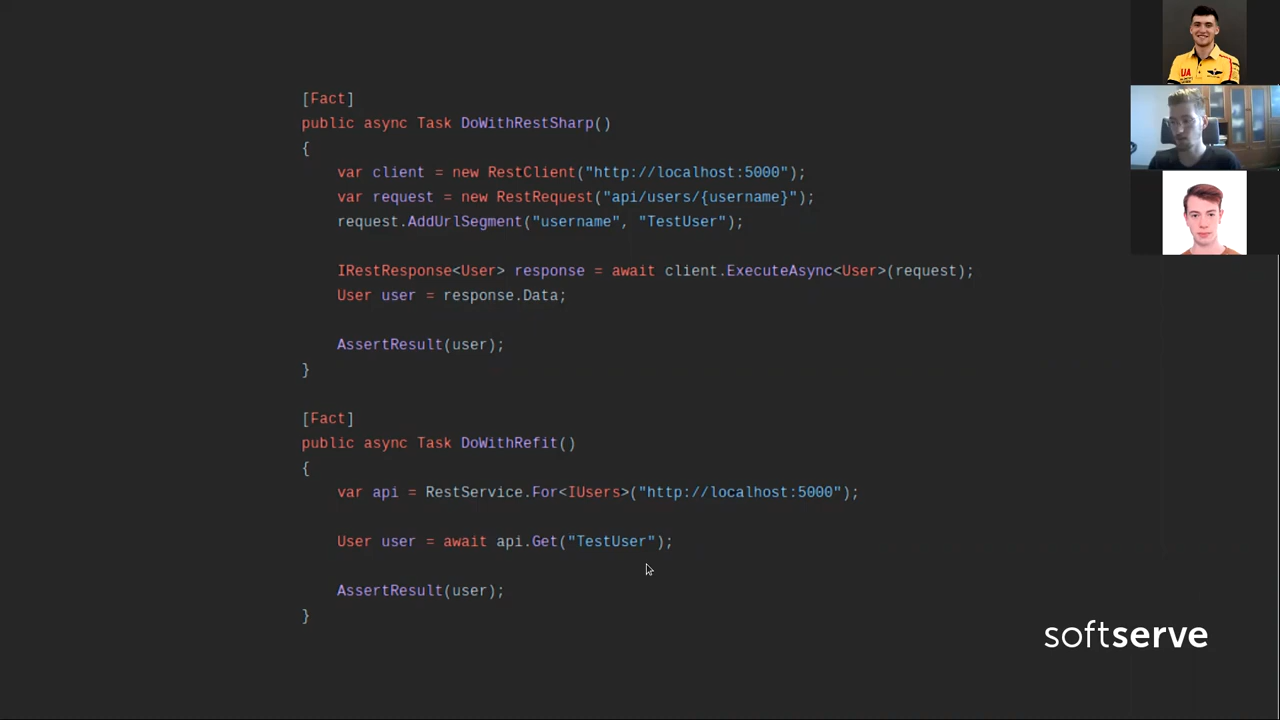 [Fact]
public async Task DoWithRestSharp()
{
var client = new RestClient("http://localhost:5000");
var request = new RestRequest("api/users/{username}");
request.AddUrlSegment("username", "TestUser");
IRestResponse<User> response = await client.ExecuteAsync<User>(request);
User user = response.Data;
AssertResult(user);
}
[Fact]
public async Task DoWithRefit()
{
var api = RestService.For<IUsers>("http://localhost:5000");
User user = await api.Get("TestUser");
AssertResult(user);
}
softserve
UA